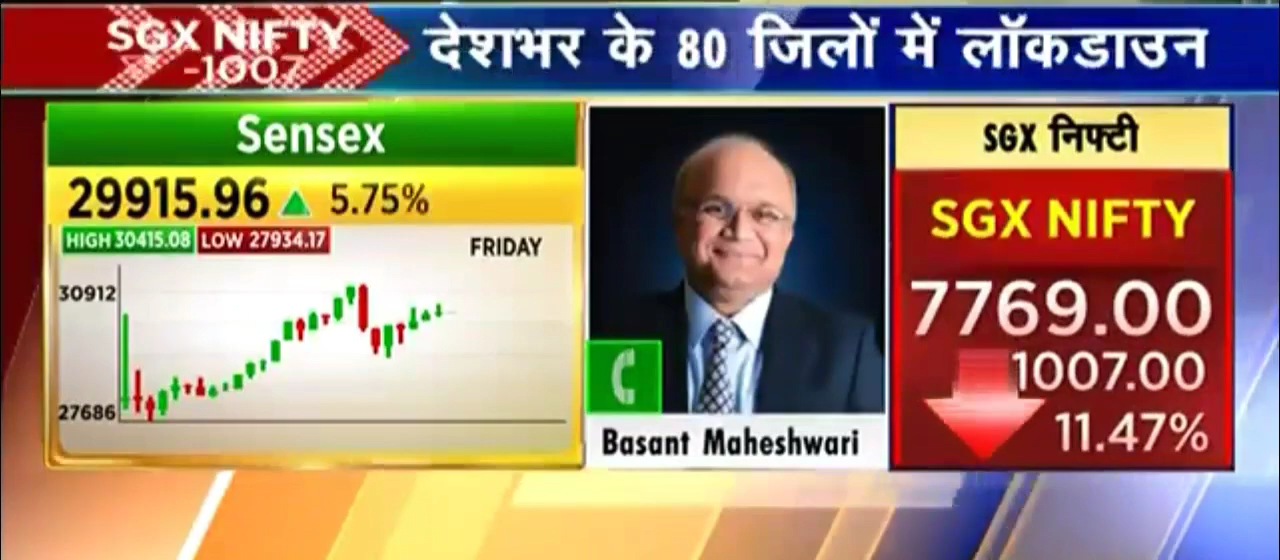 SGX NIFTY
-1007
देशभर के 80 जिलों में लॉकडाउन
Sensex
29915.96 ▲ 5.75%
HIGH 30415.08 LOW 27934.17
FRIDAY
30912
27686
Basant Maheshwari
SGX निफ्टी
SGX NIFTY
7769.00
1007.00
11.47%